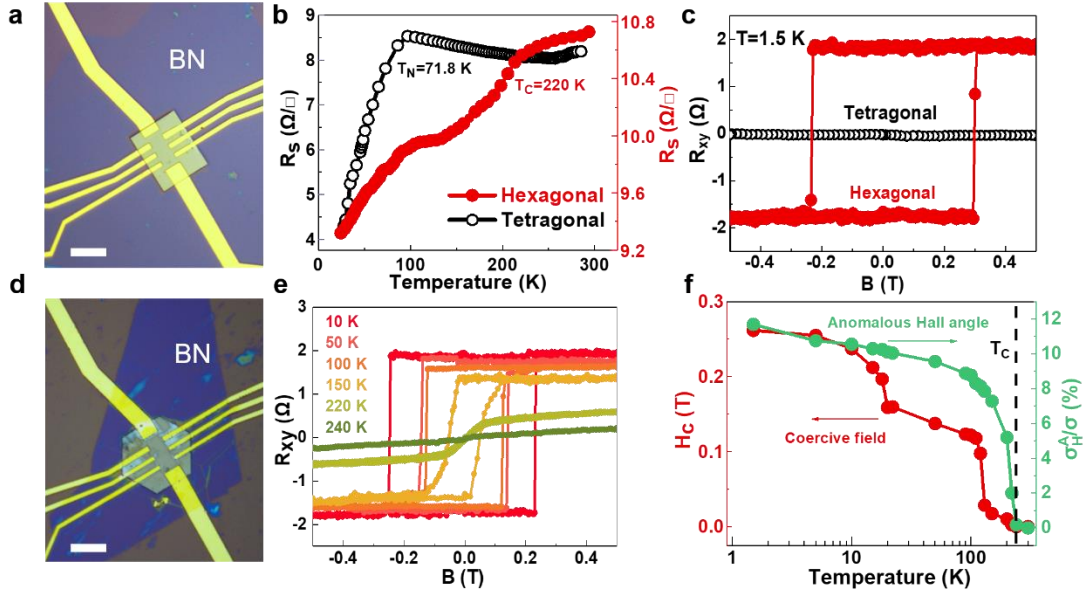 a
BN
b
R_S (Ω/□)
9
8
7
6
5
4
T_N=71.8 K
T_C=220 K
Hexagonal
Tetragonal
0
100
200
300
Temperature (K)
10.8
10.4
10.0
9.6
9.2
R_S (Ω/□)
c
T=1.5 K
R_xy (Ω)
2
1
0
-1
-2
Tetragonal
Hexagonal
-0.4
-0.2
0.0
0.2
0.4
B (T)
d
BN
e
R_xy (Ω)
3
2
1
0
-1
-2
10 K
50 K
100 K
150 K
220 K
240 K
-0.4
-0.2
0.0
0.2
0.4
B (T)
f
H_C (T)
0.3
0.2
0.1
0.0
Anomalous Hall angle
T_C
Coercive field
1
10
100
Temperature (K)
12
10
8
6
4
2
0
σ_H^A/σ (%)